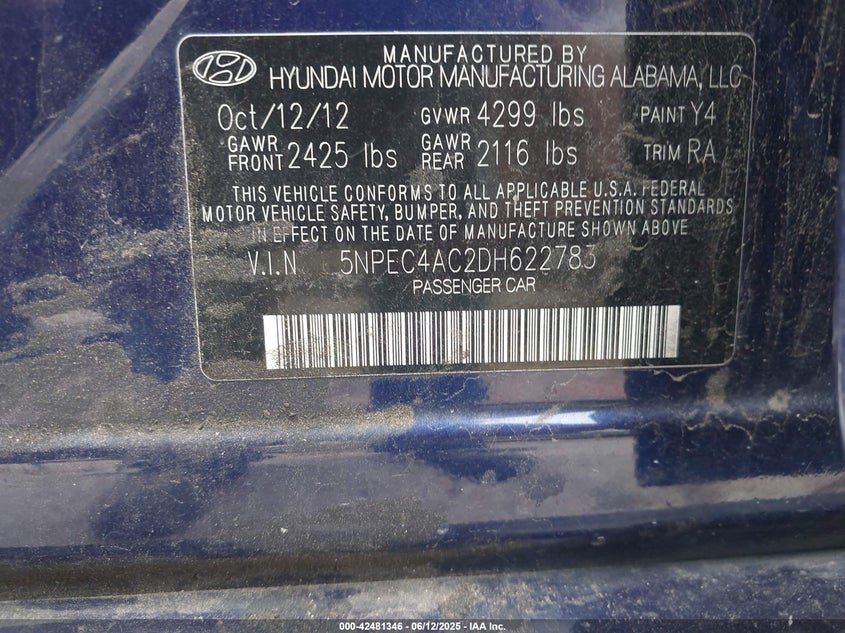 MANUFACTURED BY
HYUNDAI MOTOR MANUFACTURING ALABAMA, LLC
Oct/12/12 GVWR 4299 lbs PAINT Y4
GAWR FRONT 2425 lbs GAWR REAR 2116 lbs TRIM RA
THIS VEHICLE CONFORMS TO ALL APPLICABLE U.S.A. FEDERAL
MOTOR VEHICLE SAFETY, BUMPER, AND THEFT PREVENTION STANDARDS
IN EFFECT ON THE DATE OF MANUFACTURE SHOWN ABOVE
V.I.N 5NPEC4AC2DH622783
PASSENGER CAR
000-42481346 - 06/12/2025 - IAA Inc.